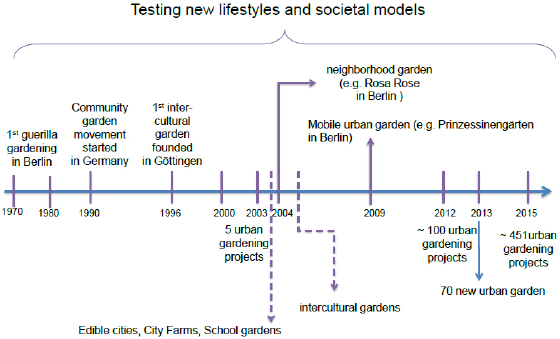 Testing new lifestyles and societal models
neighborhood garden
(e.g. Rosa Rose
in Berlin )
Community
garden
movement
started
in Germany
1st inter-
cultural
garden
founded
in Göttingen
1st guerilla
gardening
in Berlin
Mobile urban garden (e.g. Prinzessinengärten
in Berlin)
1970
1980
1990
1996
2000
2003
2004
2009
2012
2013
2015
5 urban
gardening
projects
~ 100 urban
gardening
projects
~ 451urban
gardening
projects
70 new urban garden
intercultural gardens
Edible cities, City Farms, School gardens